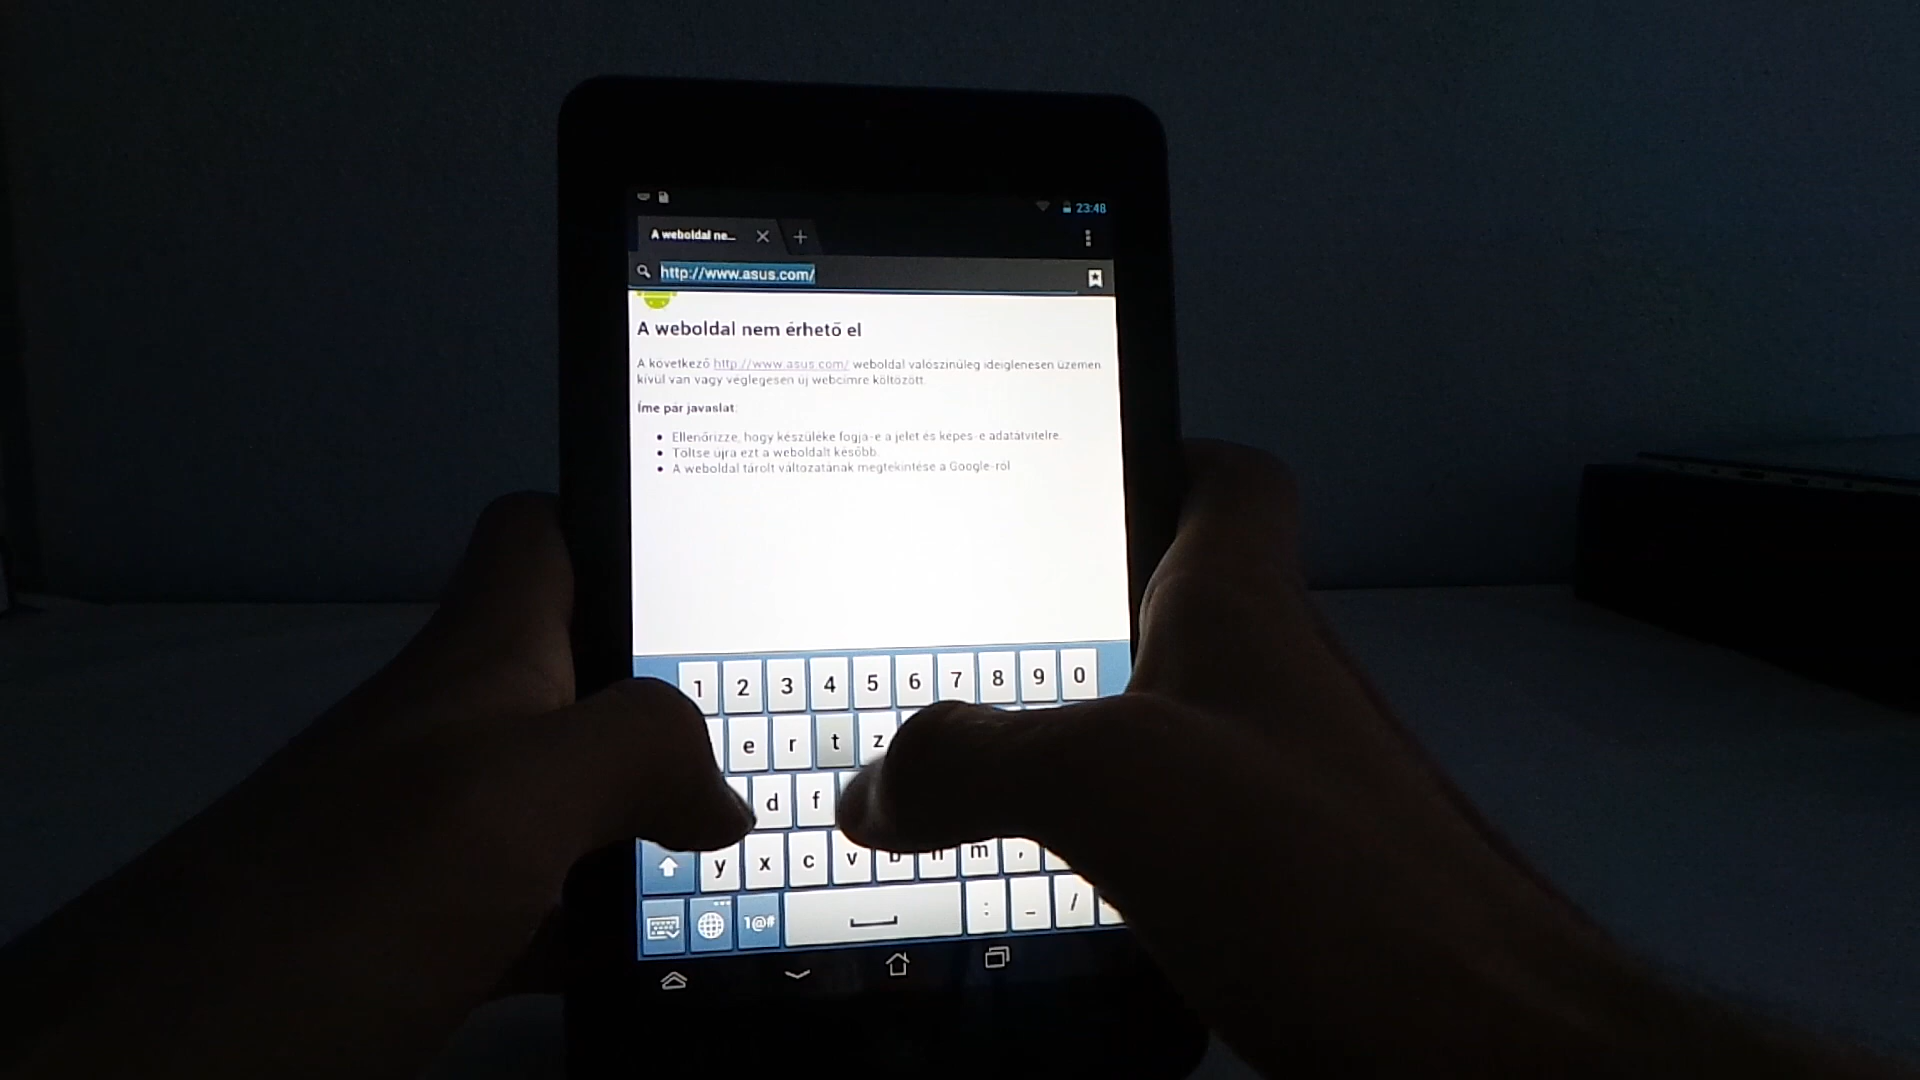 23:48
A weboldal ne...
http://www.asus.com/
A weboldal nem érhető el
A következő http://www.asus.com/ weboldal valószínűleg ideiglenesen üzemen
kívül van vagy véglegesen új webcímre költözött.
Íme pár javaslat:
Ellenőrizze, hogy készüléke fogja-e a jelet és képes-e adatátvitelre.
Töltse újra ezt a weboldalt később.
A weboldal tárolt változatának megtekintése a Google-ról
1 2 3 4 5 6 7 8 9 0
e r t z
d f
y x c v b n m ,
1@# : _ /